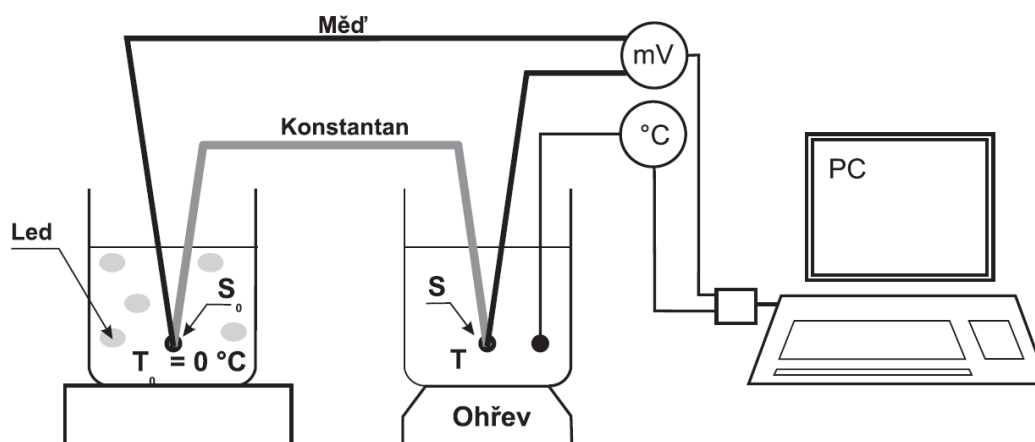 Měď
mV
Konstantan
°C
PC
Led
S₀
S
T₀ = 0 °C
T
Ohřev